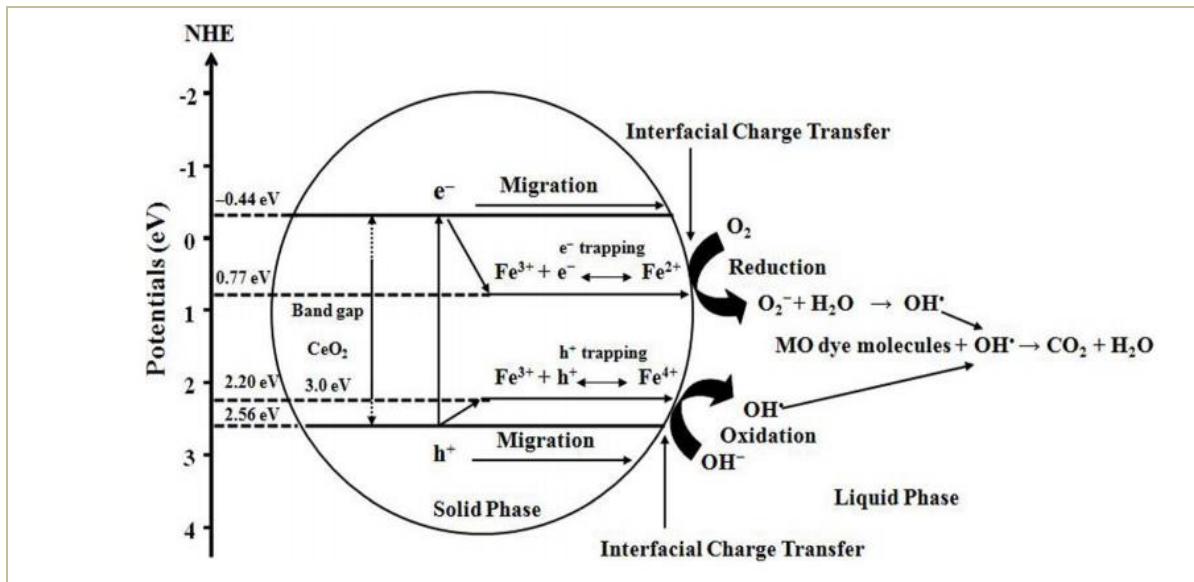 NHE
-2
-1
0
1
2
3
4
Potentials (eV)
−0.44 eV
0.77 eV
2.20 eV
2.56 eV
e⁻
Migration
e⁻ trapping
Fe³⁺ + e⁻ Fe²⁺
Band gap
CeO₂
3.0 eV
h⁺ trapping
Fe³⁺ + h⁺ Fe⁴⁺
h⁺
Migration
Solid Phase
Interfacial Charge Transfer
O₂
Reduction
O₂⁻ + H₂O → OH•
MO dye molecules + OH• → CO₂ + H₂O
OH•
Oxidation
OH⁻
Liquid Phase
Interfacial Charge Transfer